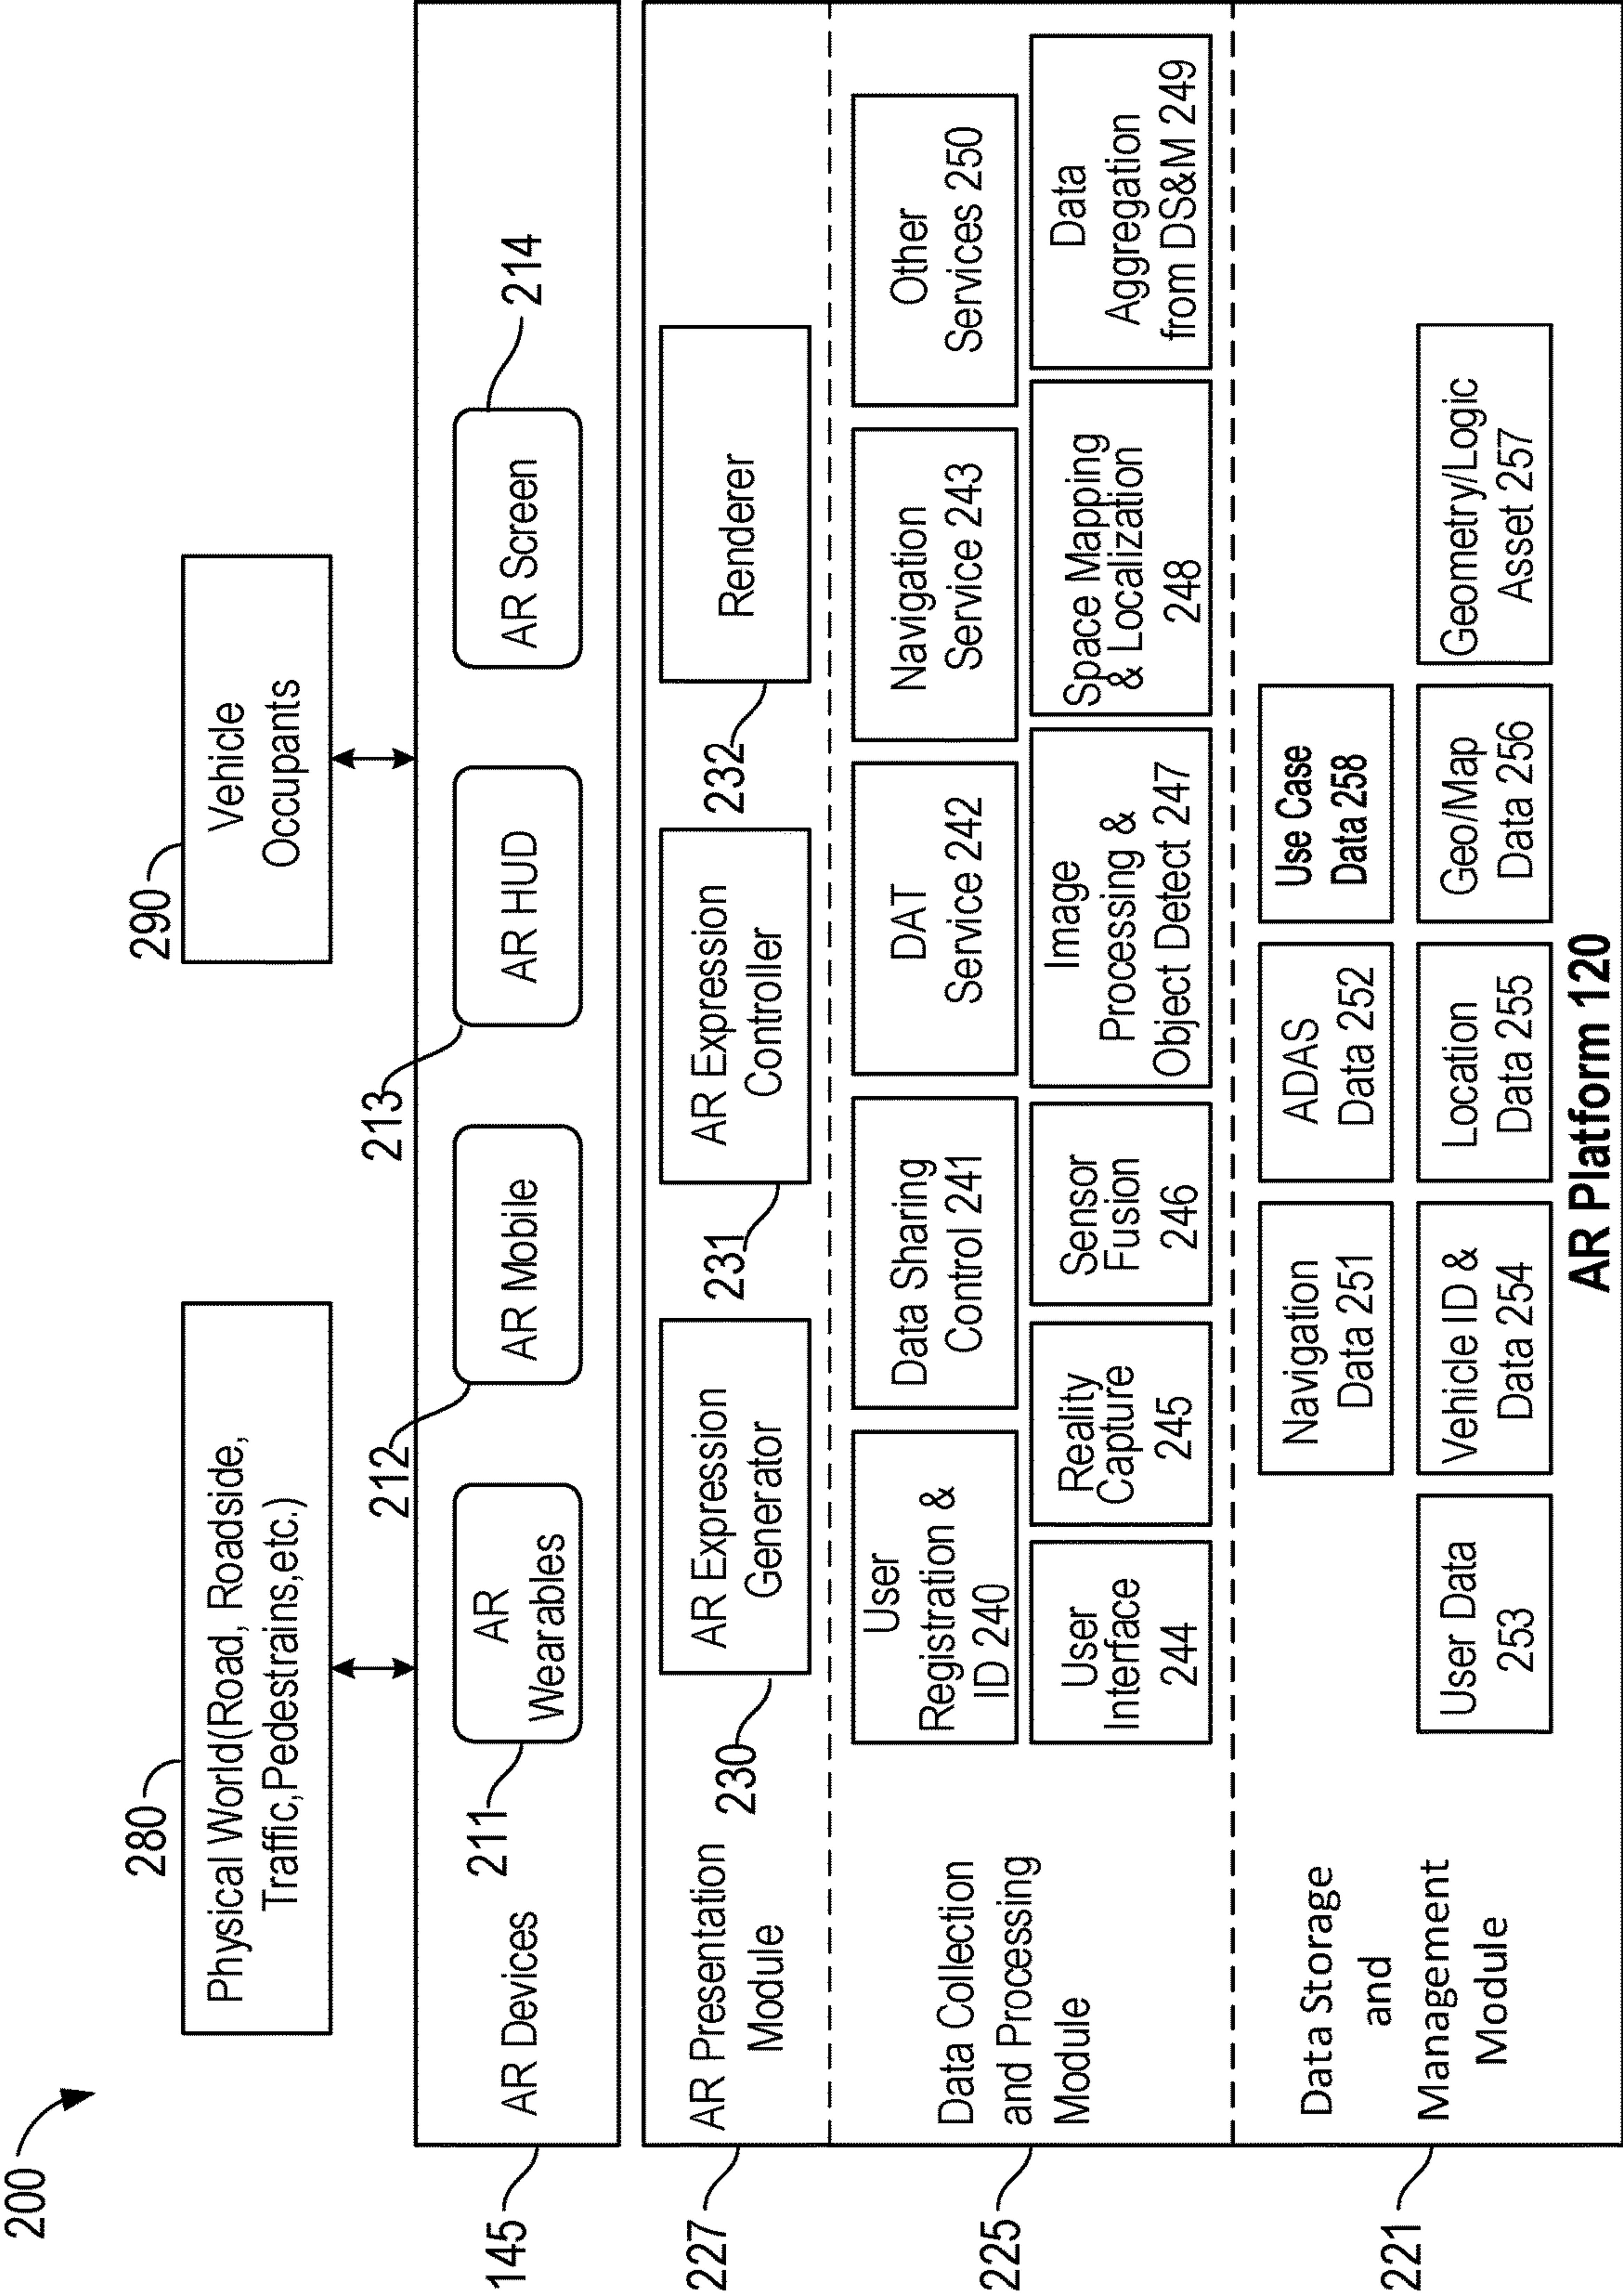 200
280
Physical World(Road, Roadside,
Traffic,Pedestrains,etc.)
290
Vehicle
Occupants
145
AR Devices
211
AR
Wearables
212
AR Mobile
213
AR HUD
214
AR Screen
227
AR Presentation
Module
230
AR Expression
Generator
231
AR Expression
Controller
232
Renderer
225
Data Collection
and Processing
Module
User
Registration &
ID 240
Data Sharing
Control 241
DAT
Service 242
Navigation
Service 243
Other
Services 250
User
Interface
244
Reality
Capture
245
Sensor
Fusion
246
Image
Processing &
Object Detect 247
Space Mapping
& Localization
248
Data
Aggregation
from DS&M 249
221
Data Storage
and
Management
Module
Navigation
Data 251
ADAS
Data 252
Use Case
Data 258
User Data
253
Vehicle ID &
Data 254
Location
Data 255
Geo/Map
Data 256
Geometry/Logic
Asset 257
AR Platform 120